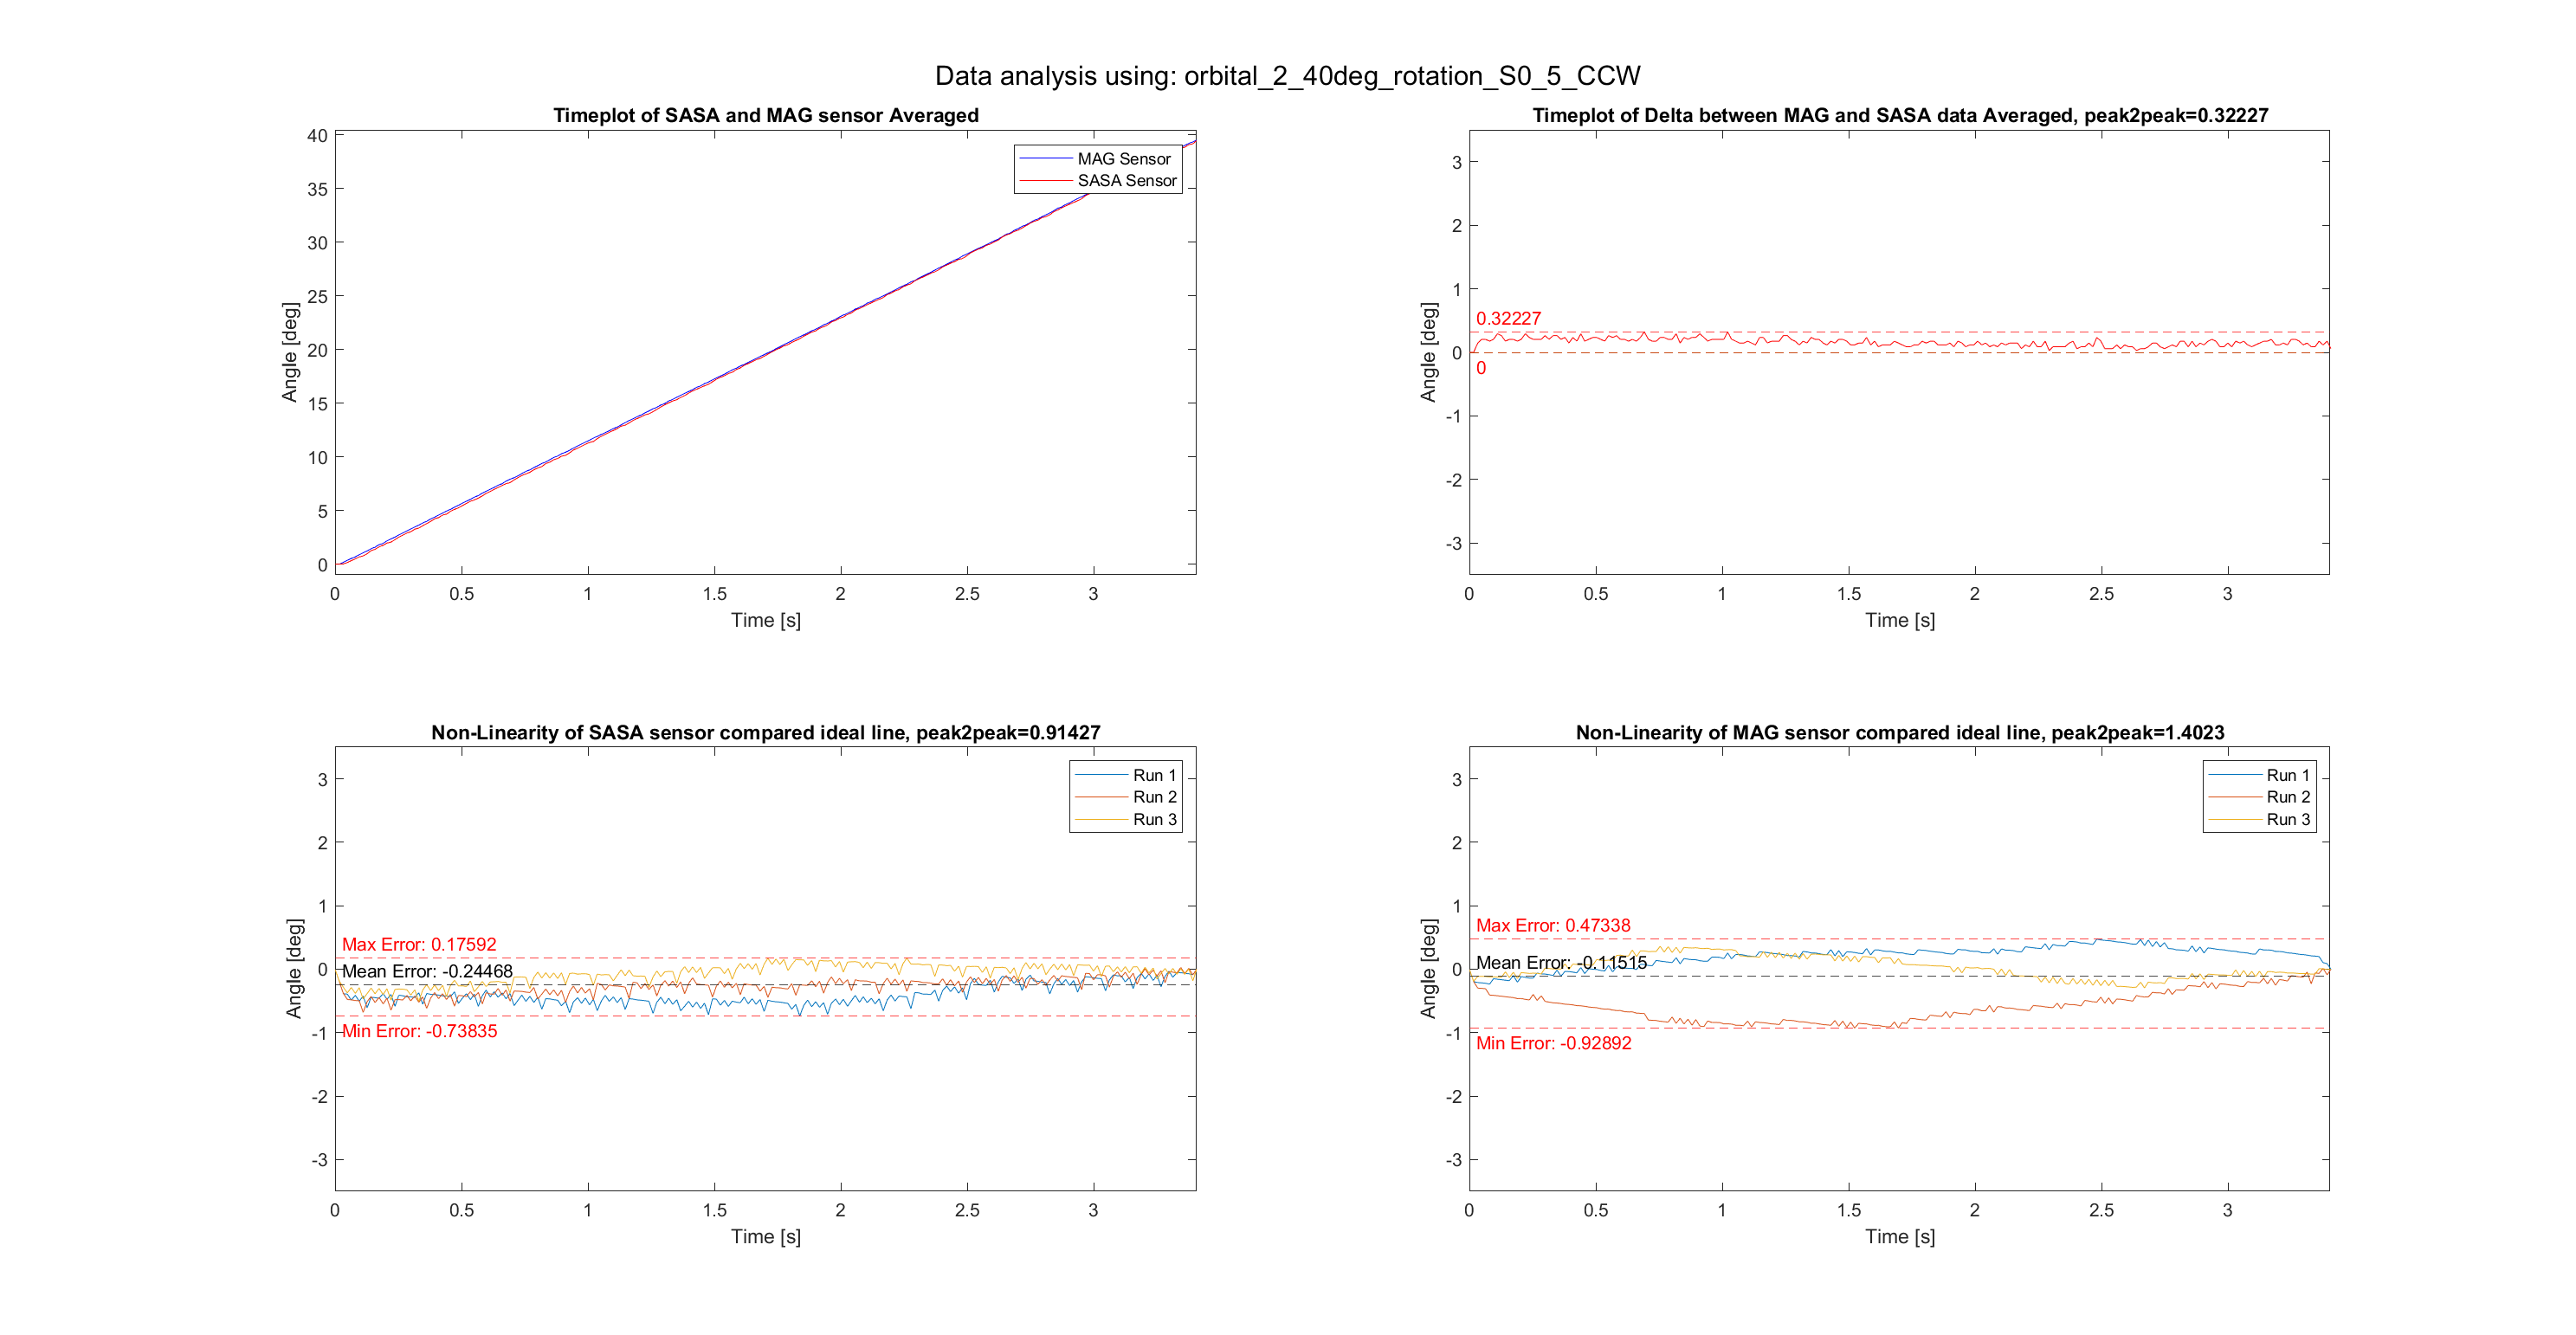 Data analysis using: orbital_2_40deg_rotation_S0_5_CCW
Timeplot of SASA and MAG sensor Averaged
40
35
30
25
20
15
10
5
0
Angle [deg]
MAG Sensor
SASA Sensor
0 0.5 1 1.5 2 2.5 3
Time [s]
Timeplot of Delta between MAG and SASA data Averaged, peak2peak=0.32227
3
2
1
0
-1
-2
-3
Angle [deg]
0.32227
0
0 0.5 1 1.5 2 2.5 3
Time [s]
Non-Linearity of SASA sensor compared ideal line, peak2peak=0.91427
3
2
1
0
-1
-2
-3
Angle [deg]
Run 1
Run 2
Run 3
Max Error: 0.17592
Mean Error: -0.24468
Min Error: -0.73835
0 0.5 1 1.5 2 2.5 3
Time [s]
Non-Linearity of MAG sensor compared ideal line, peak2peak=1.4023
3
2
1
0
-1
-2
-3
Angle [deg]
Run 1
Run 2
Run 3
Max Error: 0.47338
Mean Error: -0.11515
Min Error: -0.92892
0 0.5 1 1.5 2 2.5 3
Time [s]